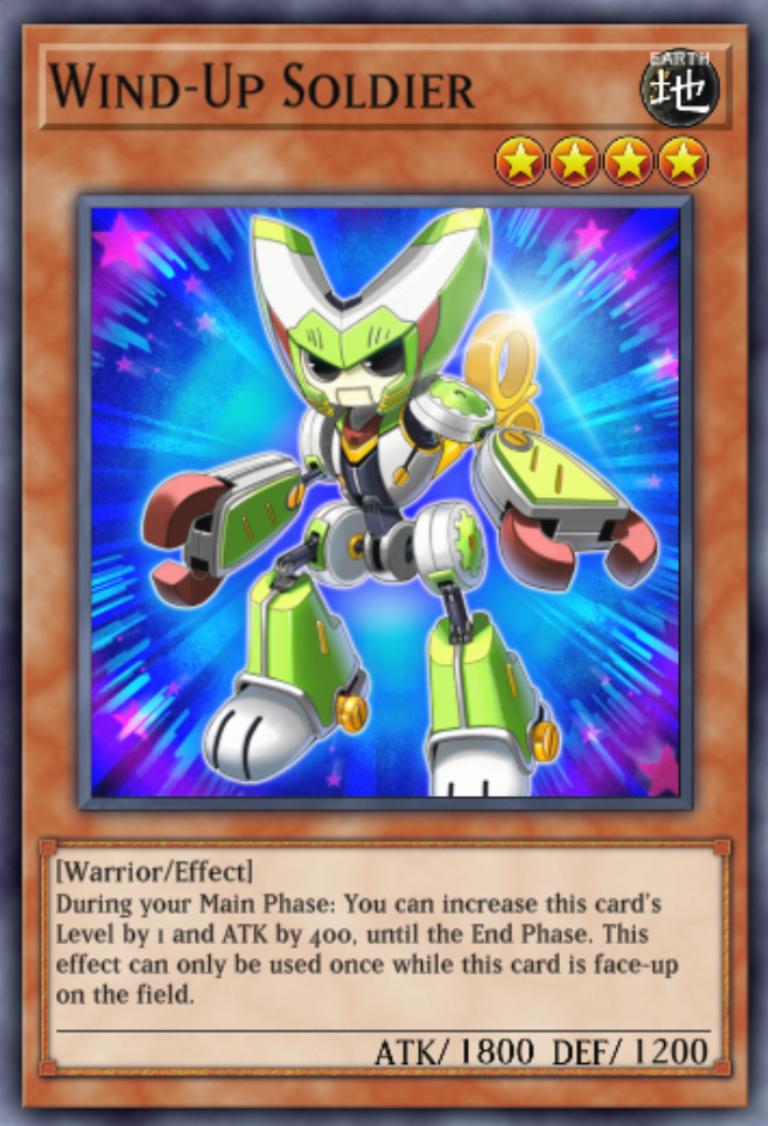 Wind-Up Soldier
EARTH
地
[Warrior/Effect]
During your Main Phase: You can increase this card's
Level by 1 and ATK by 400, until the End Phase. This
effect can only be used once while this card is face-up
on the field.
ATK/ 1800 DEF/ 1200